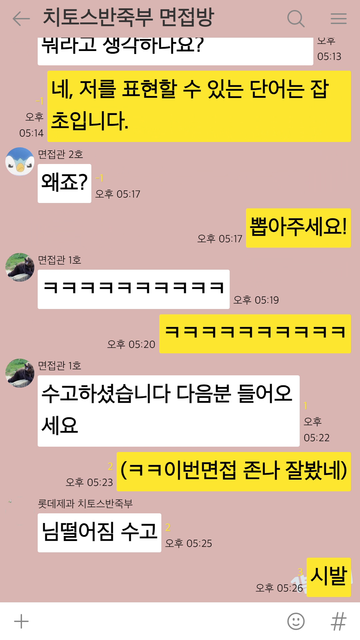 치토스반죽부 면접방
뭐라고 생각하나요?
오후
05:13
네, 저를 표현할 수 있는 단어는 잡
초입니다.
오후
05:14
면접관 2호
왜죠?
1
오후 05:17
뽑아주세요!
오후 05:17
면접관 1호
ㅋㅋㅋㅋㅋㅋㅋㅋㅋㅋ
오후 05:19
ㅋㅋㅋㅋㅋㅋㅋㅋㅋㅋ
오후 05:20
면접관 1호
수고하셨습니다 다음분 들어오
세요
1
오후
05:22
(ㅋㅋ이번면접 존나 잘봤네)
2
오후 05:23
롯데제과 치토스반죽부
님떨어짐 수고
2
오후 05:25
시발
3
오후 05:26